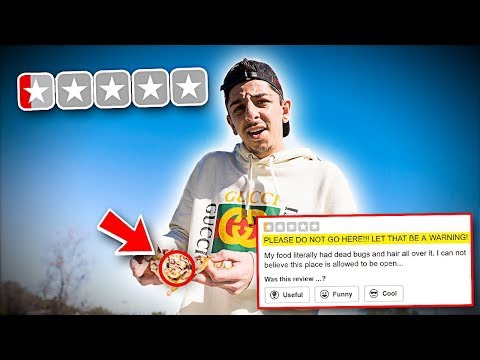 GUCCI
GUCCI
PLEASE DO NOT GO HERE!!! LET THAT BE A WARNING!
My food literally had dead bugs and hair all over it. I can not
believe this place is allowed to be open...
Was this review ...?
Useful
Funny
Cool